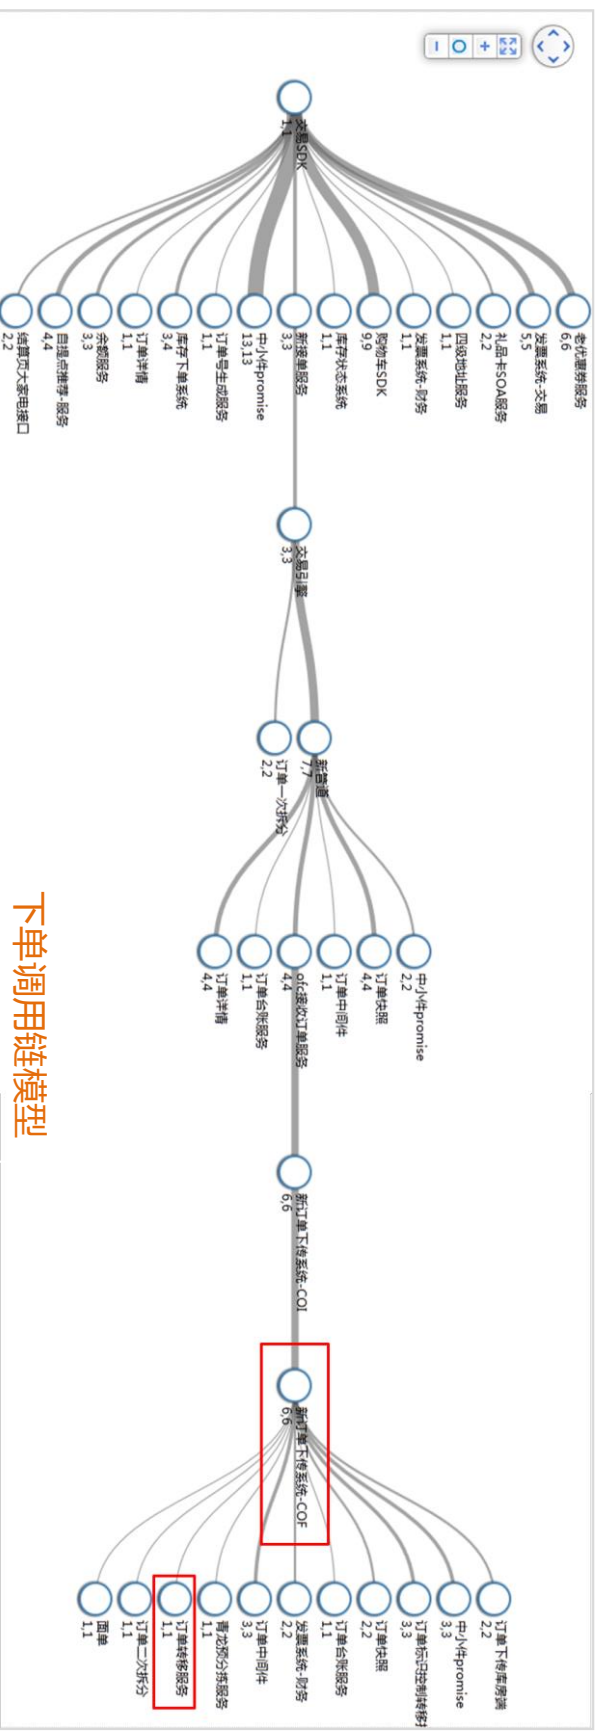 交易SDK
1,1
老优惠券服务
6,6
发票系统-交易
5,5
礼品卡SOA服务
2,2
四级地址服务
1,1
发票系统-财务
1,1
购物车SDK
9,9
库存状态系统
1,1
新接单服务
3,3
中小件promise
13,13
订单号生成服务
1,1
库存下单系统
3,4
订单详情
1,1
余额服务
3,3
自提点推荐-服务
4,4
结算页大家电接口
2,2
交易引擎
3,3
新管道
7,7
订单一次拆分
2,2
中小件promise
2,2
订单快照
4,4
订单中间件
1,1
ofc接收订单服务
4,4
订单台账服务
1,1
订单详情
4,4
新订单下传系统-COI
6,6
新订单下传系统-COF
6,6
订单下传库房端
2,2
中小件promise
3,3
订单标识控制转移
3,3
订单快照
2,2
订单台账服务
1,1
发票系统-财务
2,2
订单中间件
3,3
青龙预分拣服务
1,1
订单转移服务
1,1
订单二次拆分
1,1
面单
1,1
下单调用链模型